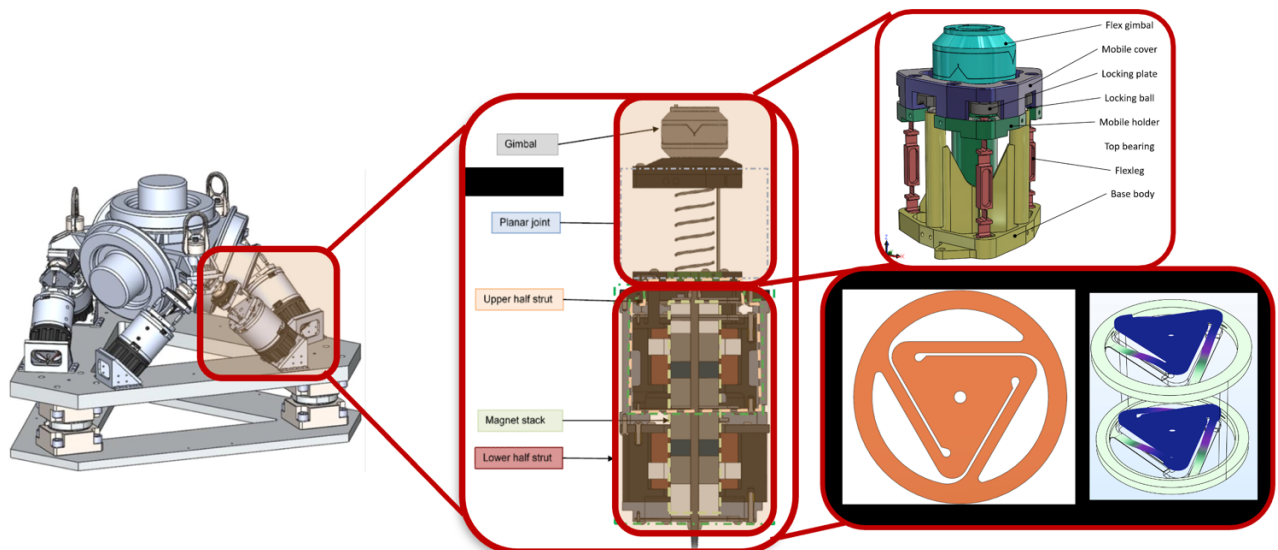 Gimbal
Planar joint
Upper half strut
Magnet stack
Lower half strut
Flex gimbal
Mobile cover
Locking plate
Locking ball
Mobile holder
Top bearing
Flexleg
Base body